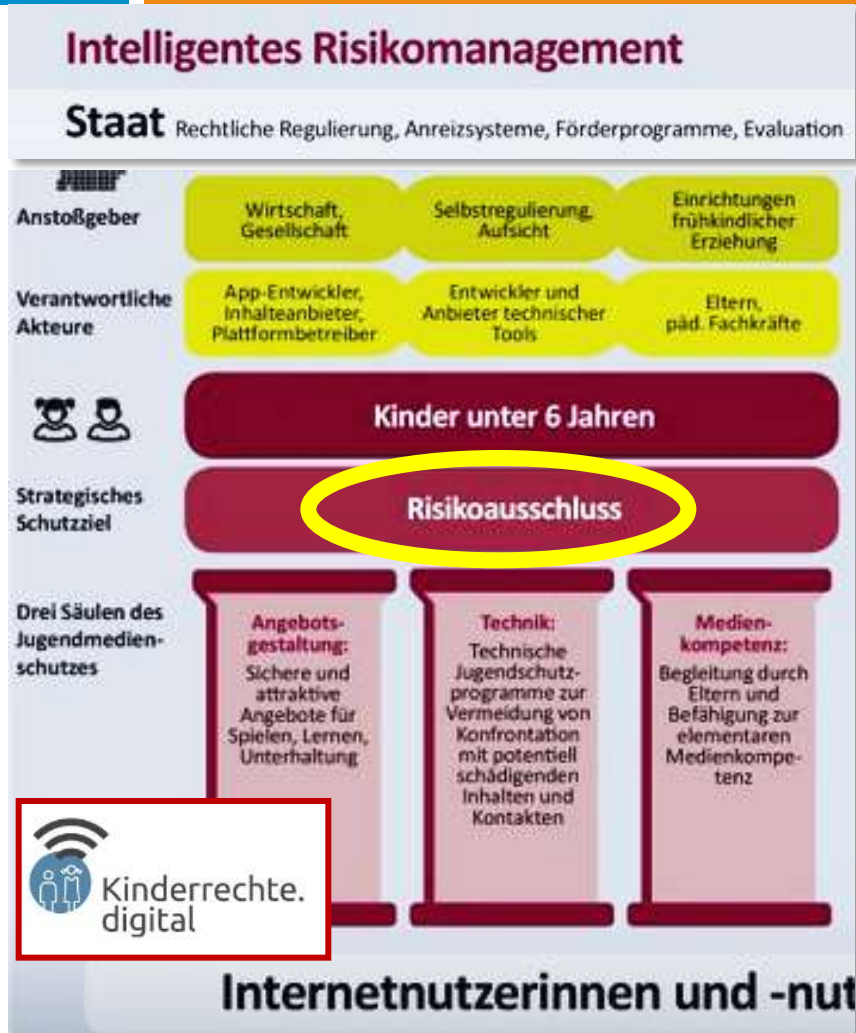 Intelligentes Risikomanagement
Staat Rechtliche Regulierung, Anreizsysteme, Förderprogramme, Evaluation
Anstoßgeber
Wirtschaft,
Gesellschaft
Selbstregulierung,
Aufsicht
Einrichtungen
frühkindlicher
Erziehung
Verantwortliche
Akteure
App-Entwickler,
Inhalteanbieter,
Plattformbetreiber
Entwickler und
Anbieter technischer
Tools
Eltern,
päd. Fachkräfte
Kinder unter 6 Jahren
Strategisches
Schutzziel
Risikoausschluss
Drei Säulen des
Jugendmedien-
schutzes
Angebots-
gestaltung:
Sichere und
attraktive
Angebote für
Spielen, Lernen,
Unterhaltung
Technik:
Technische
Jugendschutz-
programme zur
Vermeidung von
Konfrontation
mit potentiell
schädigenden
Inhalten und
Kontakten
Medien-
kompetenz:
Begleitung durch
Eltern und
Befähigung zur
elementaren
Medienkompe-
tenz
Kinderrechte.
digital
Internetnutzerinnen und -nut